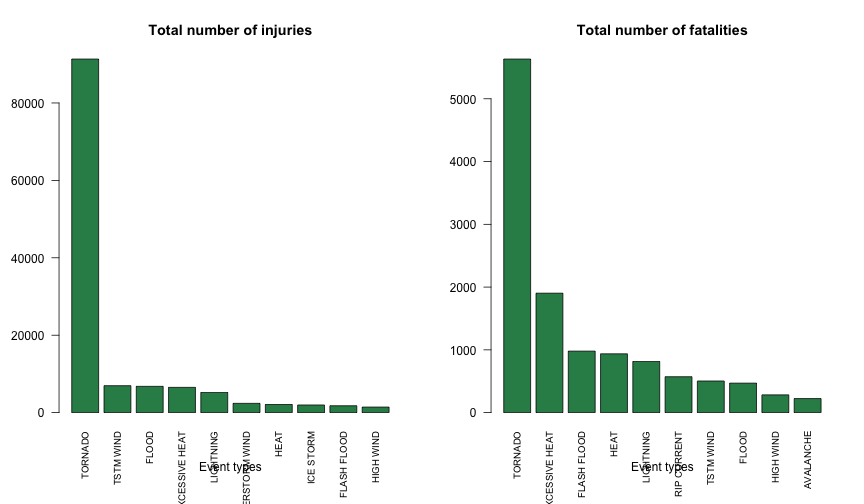 Total number of injuries
80000
60000
40000
20000
0
TORNADO
TSTM WIND
FLOOD
XCESSIVE HEAT
LIGHTNING
ERSTORM WIND
HEAT
ICE STORM
FLASH FLOOD
HIGH WIND
Event types
Total number of fatalities
5000
4000
3000
2000
1000
0
TORNADO
XCESSIVE HEAT
FLASH FLOOD
HEAT
LIGHTNING
RIP CURRENT
TSTM WIND
FLOOD
HIGH WIND
AVALANCHE
Event types